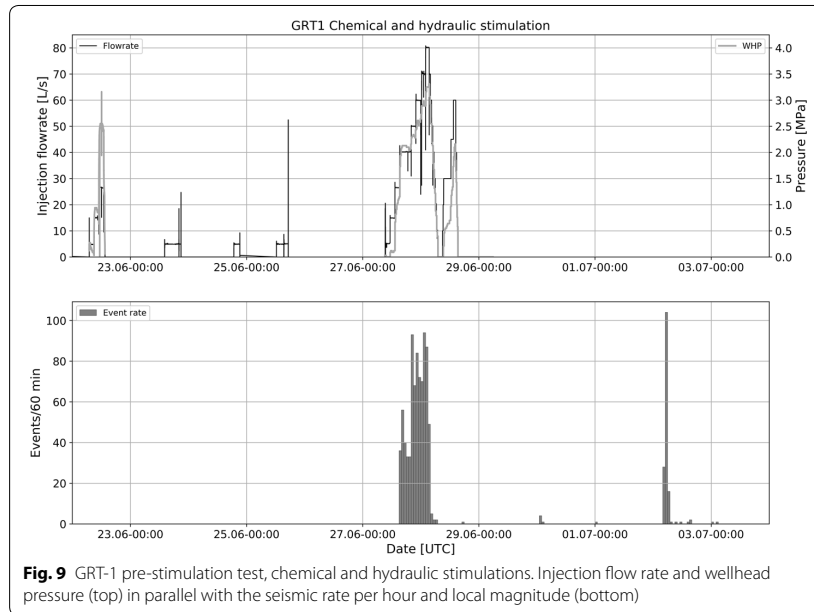 GRT1 Chemical and hydraulic stimulation
Flowrate
WHP
Injection flowrate [L/s]
80
70
60
50
40
30
20
10
0
Pressure [MPa]
4.0
3.5
3.0
2.5
2.0
1.5
1.0
0.5
0.0
23.06-00:00 25.06-00:00 27.06-00:00 29.06-00:00 01.07-00:00 03.07-00:00
Event rate
Events/60 min
100
80
60
40
20
0
23.06-00:00 25.06-00:00 27.06-00:00 29.06-00:00 01.07-00:00 03.07-00:00
Date [UTC]
Fig. 9 GRT-1 pre-stimulation test, chemical and hydraulic stimulations. Injection flow rate and wellhead
pressure (top) in parallel with the seismic rate per hour and local magnitude (bottom)